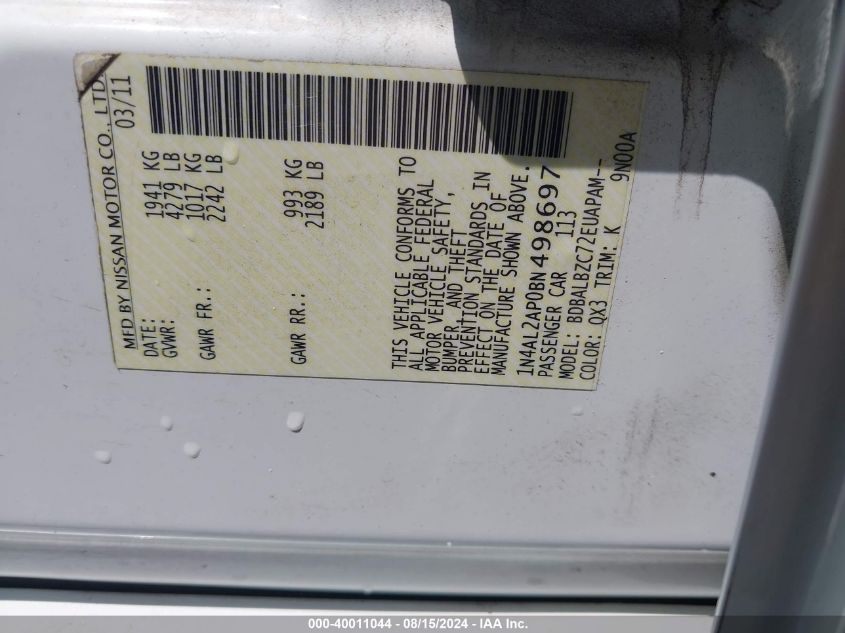 MFD BY NISSAN MOTOR CO., LTD.
DATE: 03/11
GVWR: 1941 KG
4279 LB
GAWR FR.: 1017 KG
2242 LB
GAWR RR.: 993 KG
2189 LB
THIS VEHICLE CONFORMS TO
ALL APPLICABLE FEDERAL
MOTOR VEHICLE SAFETY,
BUMPER, AND THEFT
PREVENTION STANDARDS IN
EFFECT ON THE DATE OF
MANUFACTURE SHOWN ABOVE.
1N4AL2AP0BN498697
PASSENGER CAR 113
MODEL: BDBALBZC72EUAPAM--
COLOR: QX3 TRIM: K 9N00A
000-40011044 - 08/15/2024 - IAA Inc.